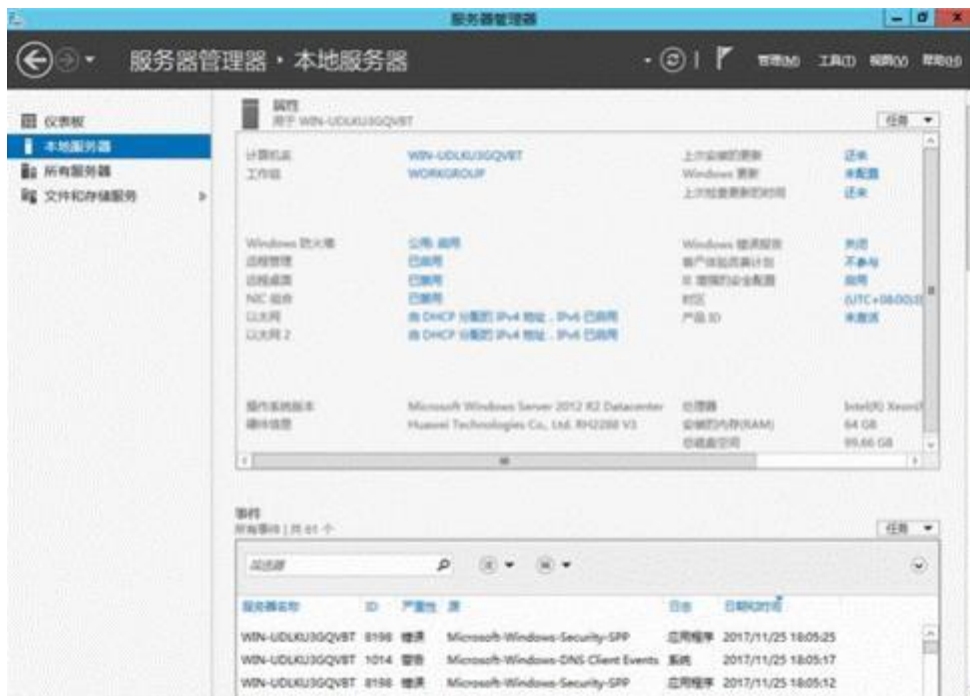 服务器管理器
服务器管理器 · 本地服务器
管理(M) 工具(T) 视图(V) 帮助(H)
仪表板
本地服务器
所有服务器
文件和存储服务
属性
用于 WIN-UDLKU3GQVBT
任务
计算机名 WIN-UDLKU3GQVBT
工作组 WORKGROUP
上次安装的更新 还未
Windows 更新 未配置
上次检查更新的时间 还未
Windows 防火墙 公用: 启用
远程管理 已启用
远程桌面 已禁用
NIC 组合 已禁用
以太网 由 DHCP 分配的 IPv4 地址，IPv6 已启用
以太网 2 由 DHCP 分配的 IPv4 地址，IPv6 已启用
Windows 错误报告 关闭
客户体验改善计划 不参与
IE 增强的安全配置 启用
时区 (UTC+08:00)
产品 ID 未激活
操作系统版本 Microsoft Windows Server 2012 R2 Datacenter
硬件信息 Huawei Technologies Co., Ltd. RH2288 V3
处理器 Intel(R) Xeon
安装的内存(RAM) 64 GB
总磁盘空间 99.66 GB
事件
所有事件 | 共 61 个
任务
筛选器
服务器名称 ID 严重性 源 日志 日期和时间
WIN-UDLKU3GQVBT 8198 错误 Microsoft-Windows-Security-SPP 应用程序 2017/11/25 18:05:25
WIN-UDLKU3GQVBT 1014 警告 Microsoft-Windows-DNS Client Events 系统 2017/11/25 18:05:17
WIN-UDLKU3GQVBT 8198 错误 Microsoft-Windows-Security-SPP 应用程序 2017/11/25 18:05:12